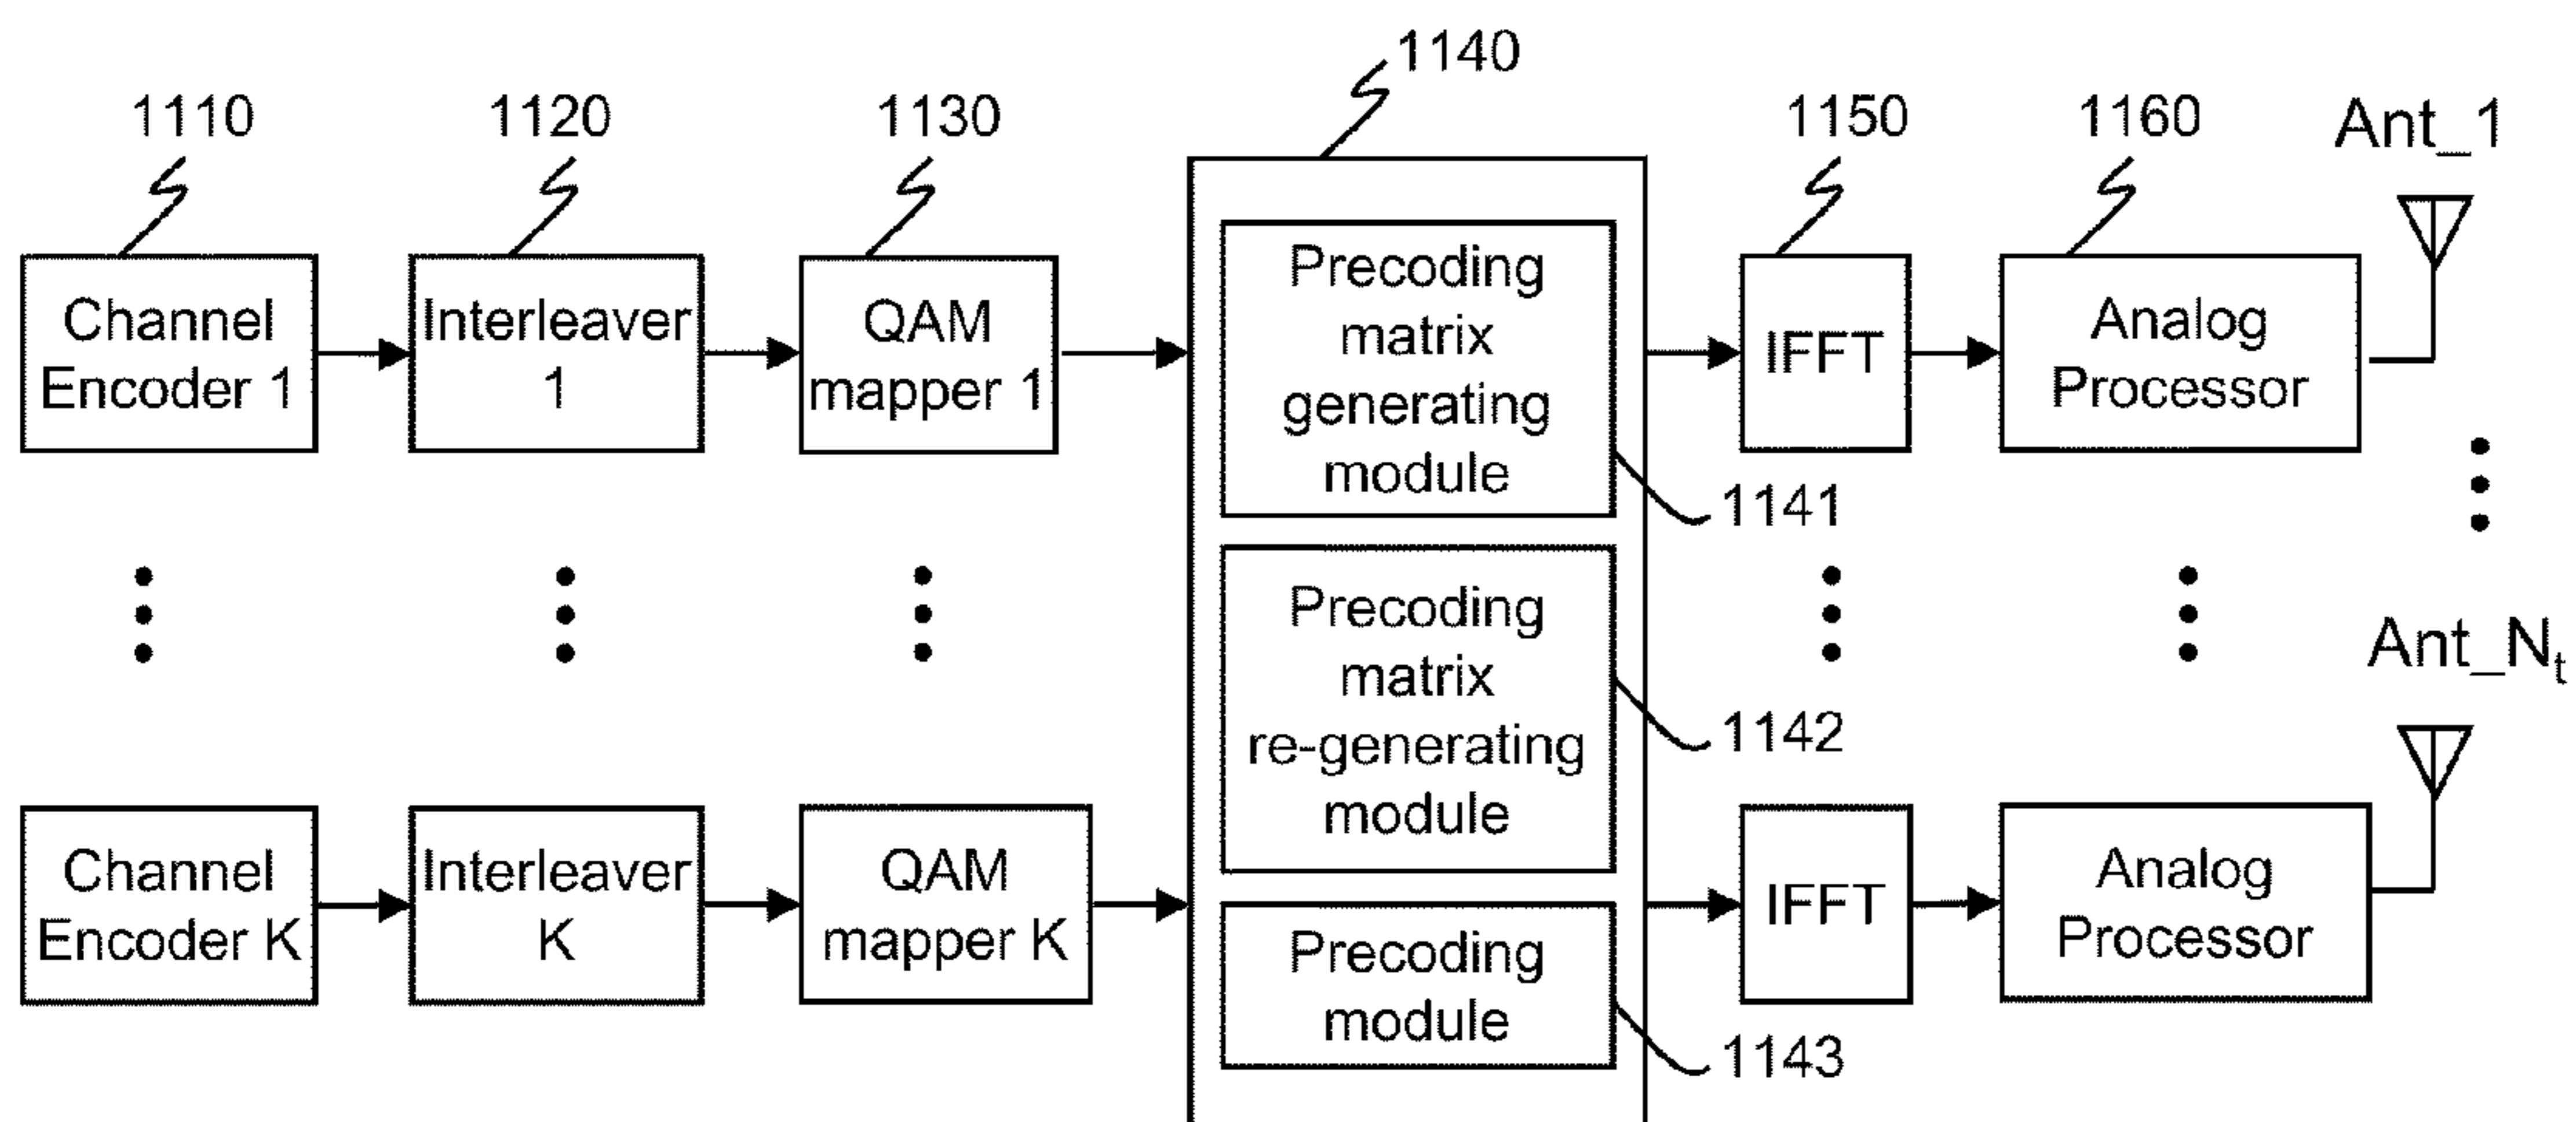 1140
1110
1120
1130
1150
1160
Ant_1
Channel
Encoder 1
Interleaver
1
QAM
mapper 1
Precoding
matrix
generating
module
IFFT
Analog
Processor
1141
Precoding
matrix
re-generating
module
1142
Ant_Nt
Channel
Encoder K
Interleaver
K
QAM
mapper K
Precoding
module
IFFT
Analog
Processor
1143